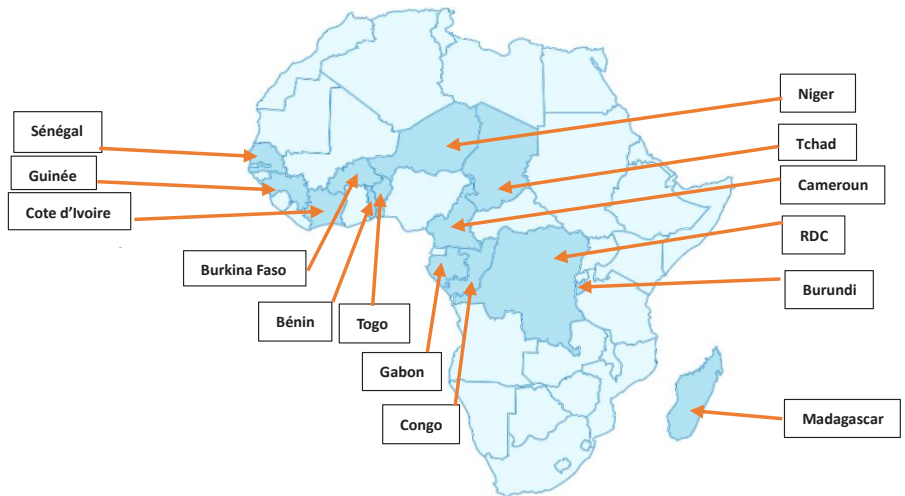 Niger
Sénégal
Tchad
Guinée
Cameroun
Cote d'Ivoire
RDC
Burkina Faso
Burundi
Bénin
Togo
Gabon
Madagascar
Congo